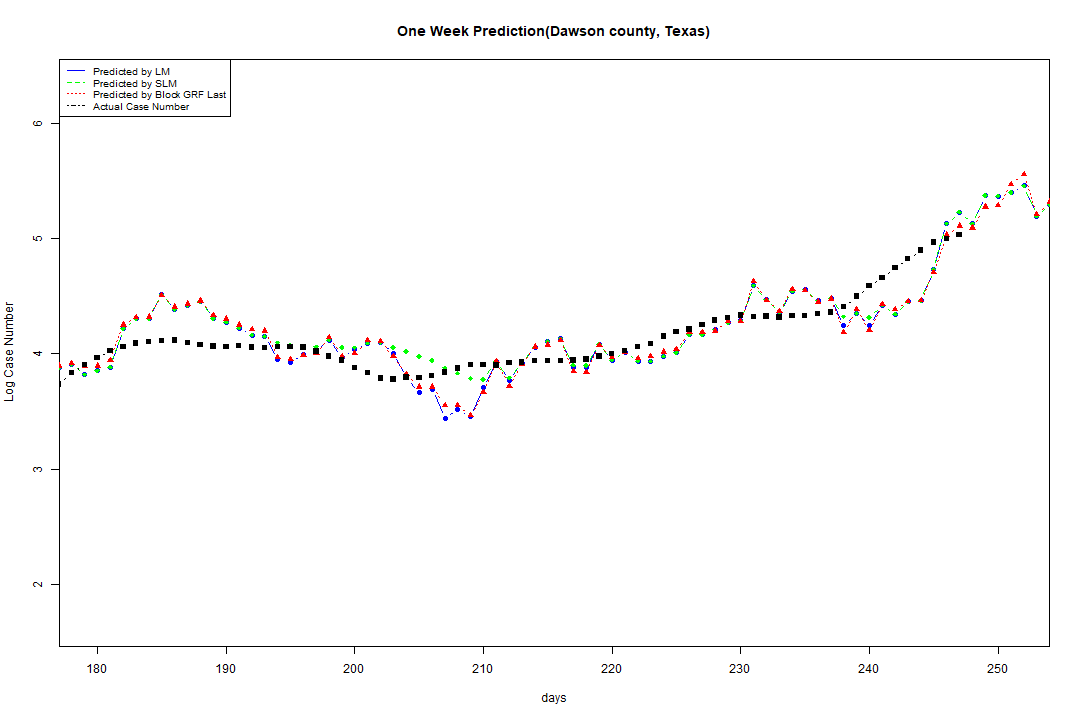 One Week Prediction(Dawson county, Texas)
Predicted by LM
Predicted by SLM
Predicted by Block GRF Last
Actual Case Number
Log Case Number
6
5
4
3
2
180 190 200 210 220 230 240 250
days